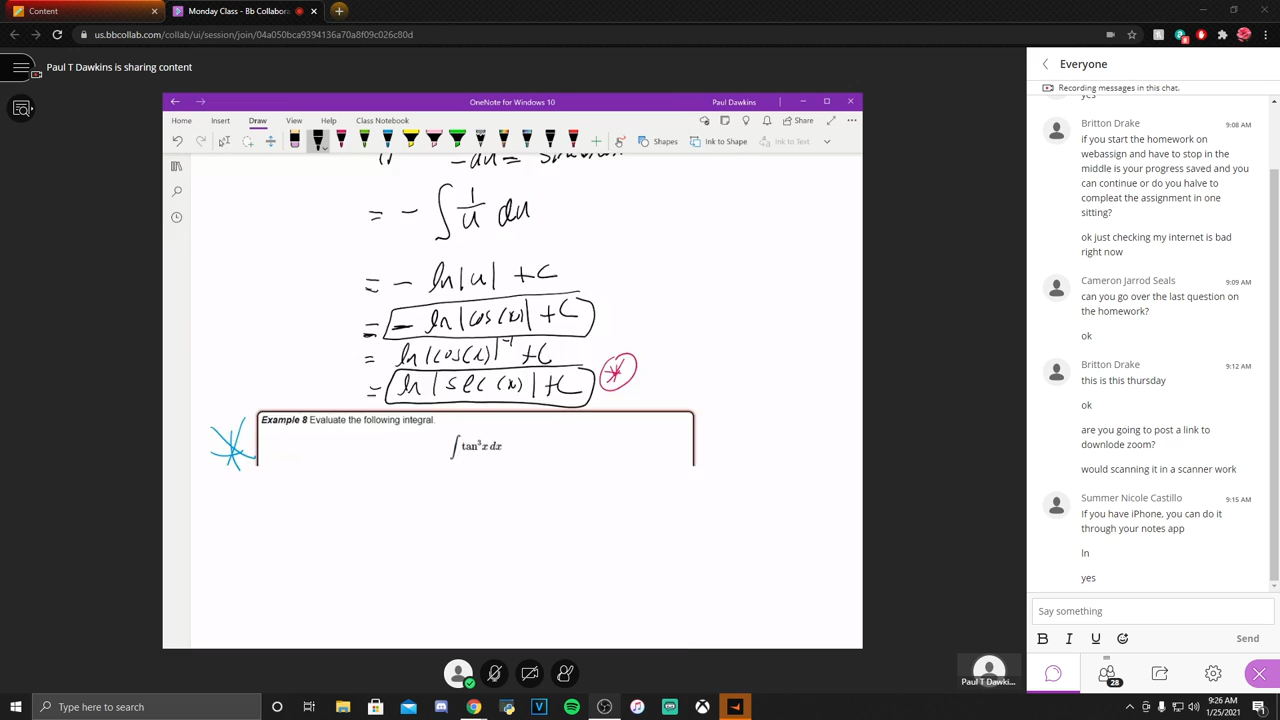 Content
Monday Class - Bb Collabora
us.bbcollab.com/collab/ui/session/join/04a050bca9394136a70a8f09c026c80d
Paul T Dawkins is sharing content
OneNote for Windows 10
Paul Dawkins
Home Insert Draw View Help Class Notebook
Share
Shapes Ink to Shape Ink to Text
-du =
= - ∫ 1/u du
= - ln|u| + c
= - ln|cos(x)| + c
= ln|cos(x)|^-1 + c
= ln|sec(x)| + c
Example 8 Evaluate the following integral.
∫ tan³x dx
Everyone
Recording messages in this chat.
yes
Britton Drake 9:08 AM
if you start the homework on
webassign and have to stop in the
middle is your progress saved and you
can continue or do you halve to
compleat the assignment in one
sitting?
ok just checking my internet is bad
right now
Cameron Jarrod Seals 9:09 AM
can you go over the last question on
the homework?
ok
Britton Drake 9:12 AM
this is this thursday
ok
are you going to post a link to
downlode zoom?
would scanning it in a scanner work
Summer Nicole Castillo 9:15 AM
If you have iPhone, you can do it
through your notes app
ln
yes
Say something
B I U Send
28
Paul T Dawki...
Type here to search
9:26 AM
1/25/2021